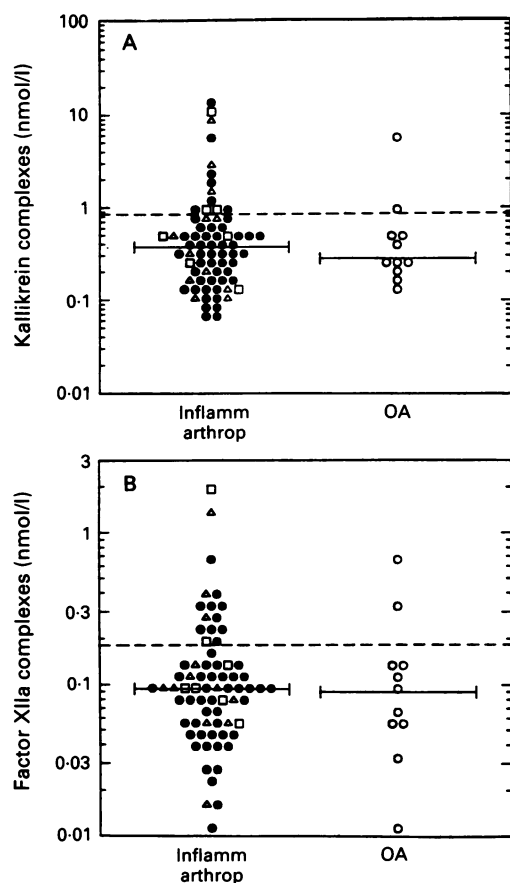 A
Kallikrein complexes (nmol/l)
100
10
1
0·1
0·01
Inflamm
arthrop
OA
B
Factor XIIa complexes (nmol/l)
3
1
0·3
0·1
0·03
0·01
Inflamm
arthrop
OA